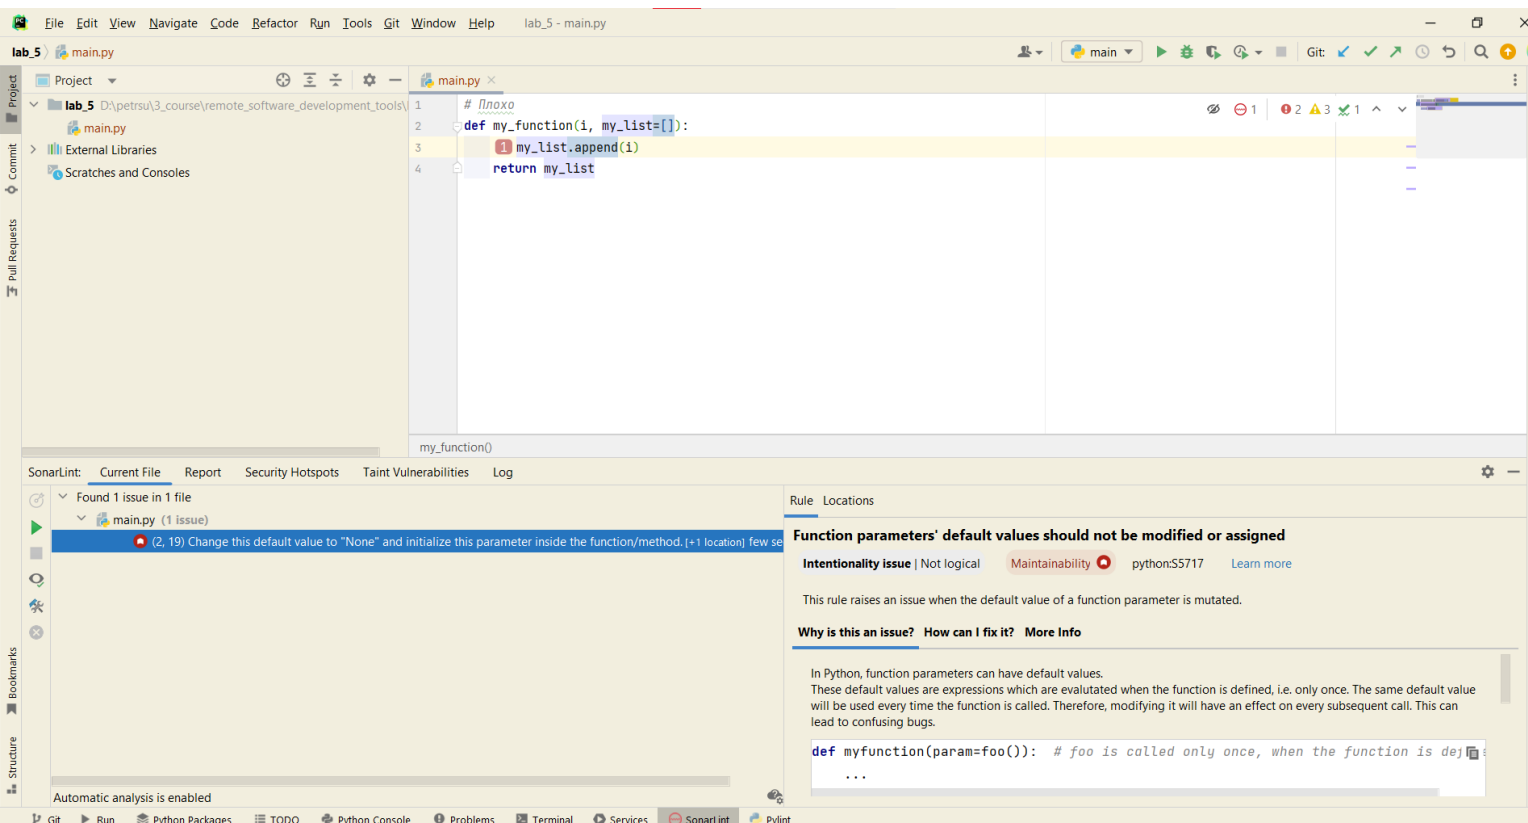 PC File Edit View Navigate Code Refactor Run Tools Git Window Help lab_5 - main.py
lab_5 main.py
main Git:
Project
main.py
Project
lab_5 D:\petrsu\3_course\remote_software_development_tools\
main.py
External Libraries
Scratches and Consoles
Commit
Pull Requests
Bookmarks
Structure
1 # Плохо
2 def my_function(i, my_list=[]):
3 1 my_list.append(i)
4 return my_list
1 2 3 1
my_function()
SonarLint: Current File Report Security Hotspots Taint Vulnerabilities Log
Found 1 issue in 1 file
main.py (1 issue)
(2, 19) Change this default value to "None" and initialize this parameter inside the function/method. [+1 location] few se
Automatic analysis is enabled
Rule Locations
Function parameters' default values should not be modified or assigned
Intentionality issue | Not logical Maintainability python:S5717 Learn more
This rule raises an issue when the default value of a function parameter is mutated.
Why is this an issue? How can I fix it? More Info
In Python, function parameters can have default values.
These default values are expressions which are evalutated when the function is defined, i.e. only once. The same default value
will be used every time the function is called. Therefore, modifying it will have an effect on every subsequent call. This can
lead to confusing bugs.
def myfunction(param=foo()): # foo is called only once, when the function is def
...
Git Run Python Packages TODO Python Console Problems Terminal Services SonarLint Pylint